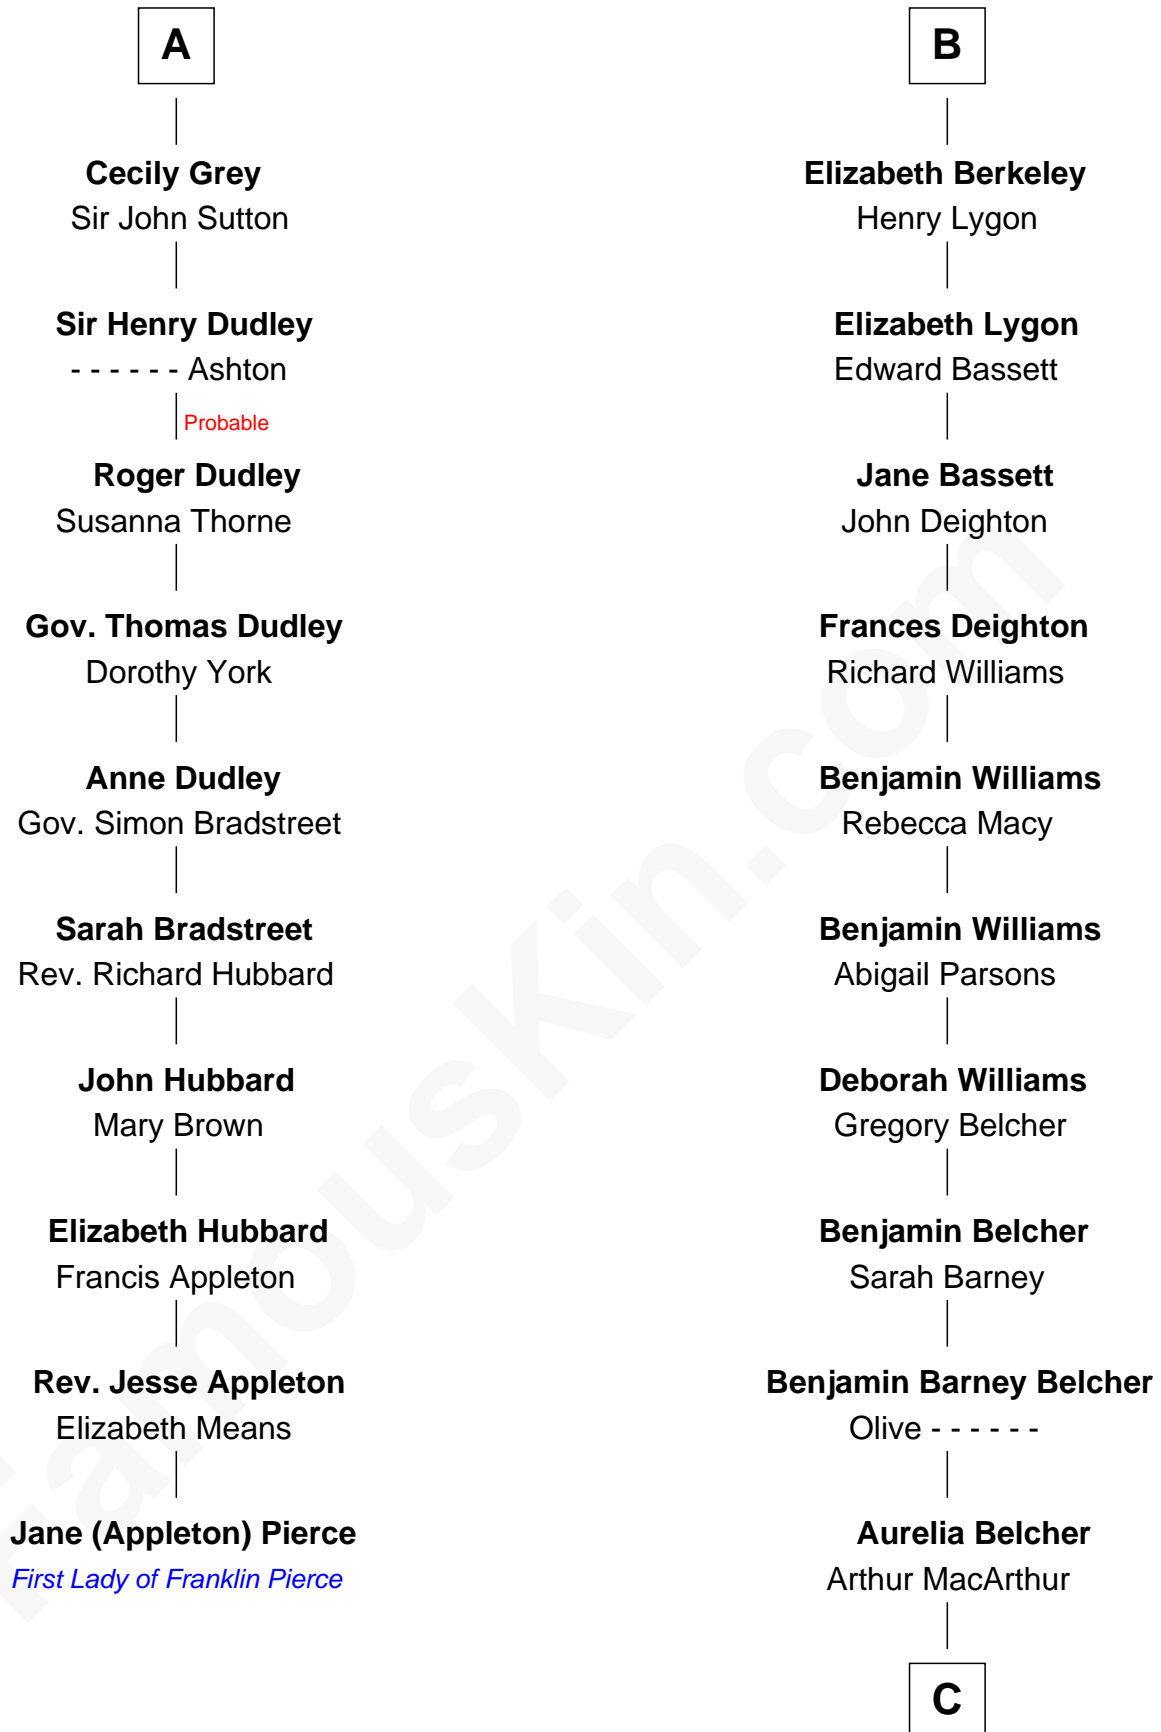 A
Cecily Grey
Sir John Sutton
Sir Henry Dudley
- - - - - - Ashton
Probable
Roger Dudley
Susanna Thorne
Gov. Thomas Dudley
Dorothy York
Anne Dudley
Gov. Simon Bradstreet
Sarah Bradstreet
Rev. Richard Hubbard
John Hubbard
Mary Brown
Elizabeth Hubbard
Francis Appleton
Rev. Jesse Appleton
Elizabeth Means
Jane (Appleton) Pierce
First Lady of Franklin Pierce
B
Elizabeth Berkeley
Henry Lygon
Elizabeth Lygon
Edward Bassett
Jane Bassett
John Deighton
Frances Deighton
Richard Williams
Benjamin Williams
Rebecca Macy
Benjamin Williams
Abigail Parsons
Deborah Williams
Gregory Belcher
Benjamin Belcher
Sarah Barney
Benjamin Barney Belcher
Olive - - - - - -
Aurelia Belcher
Arthur MacArthur
C
FamousKin.com